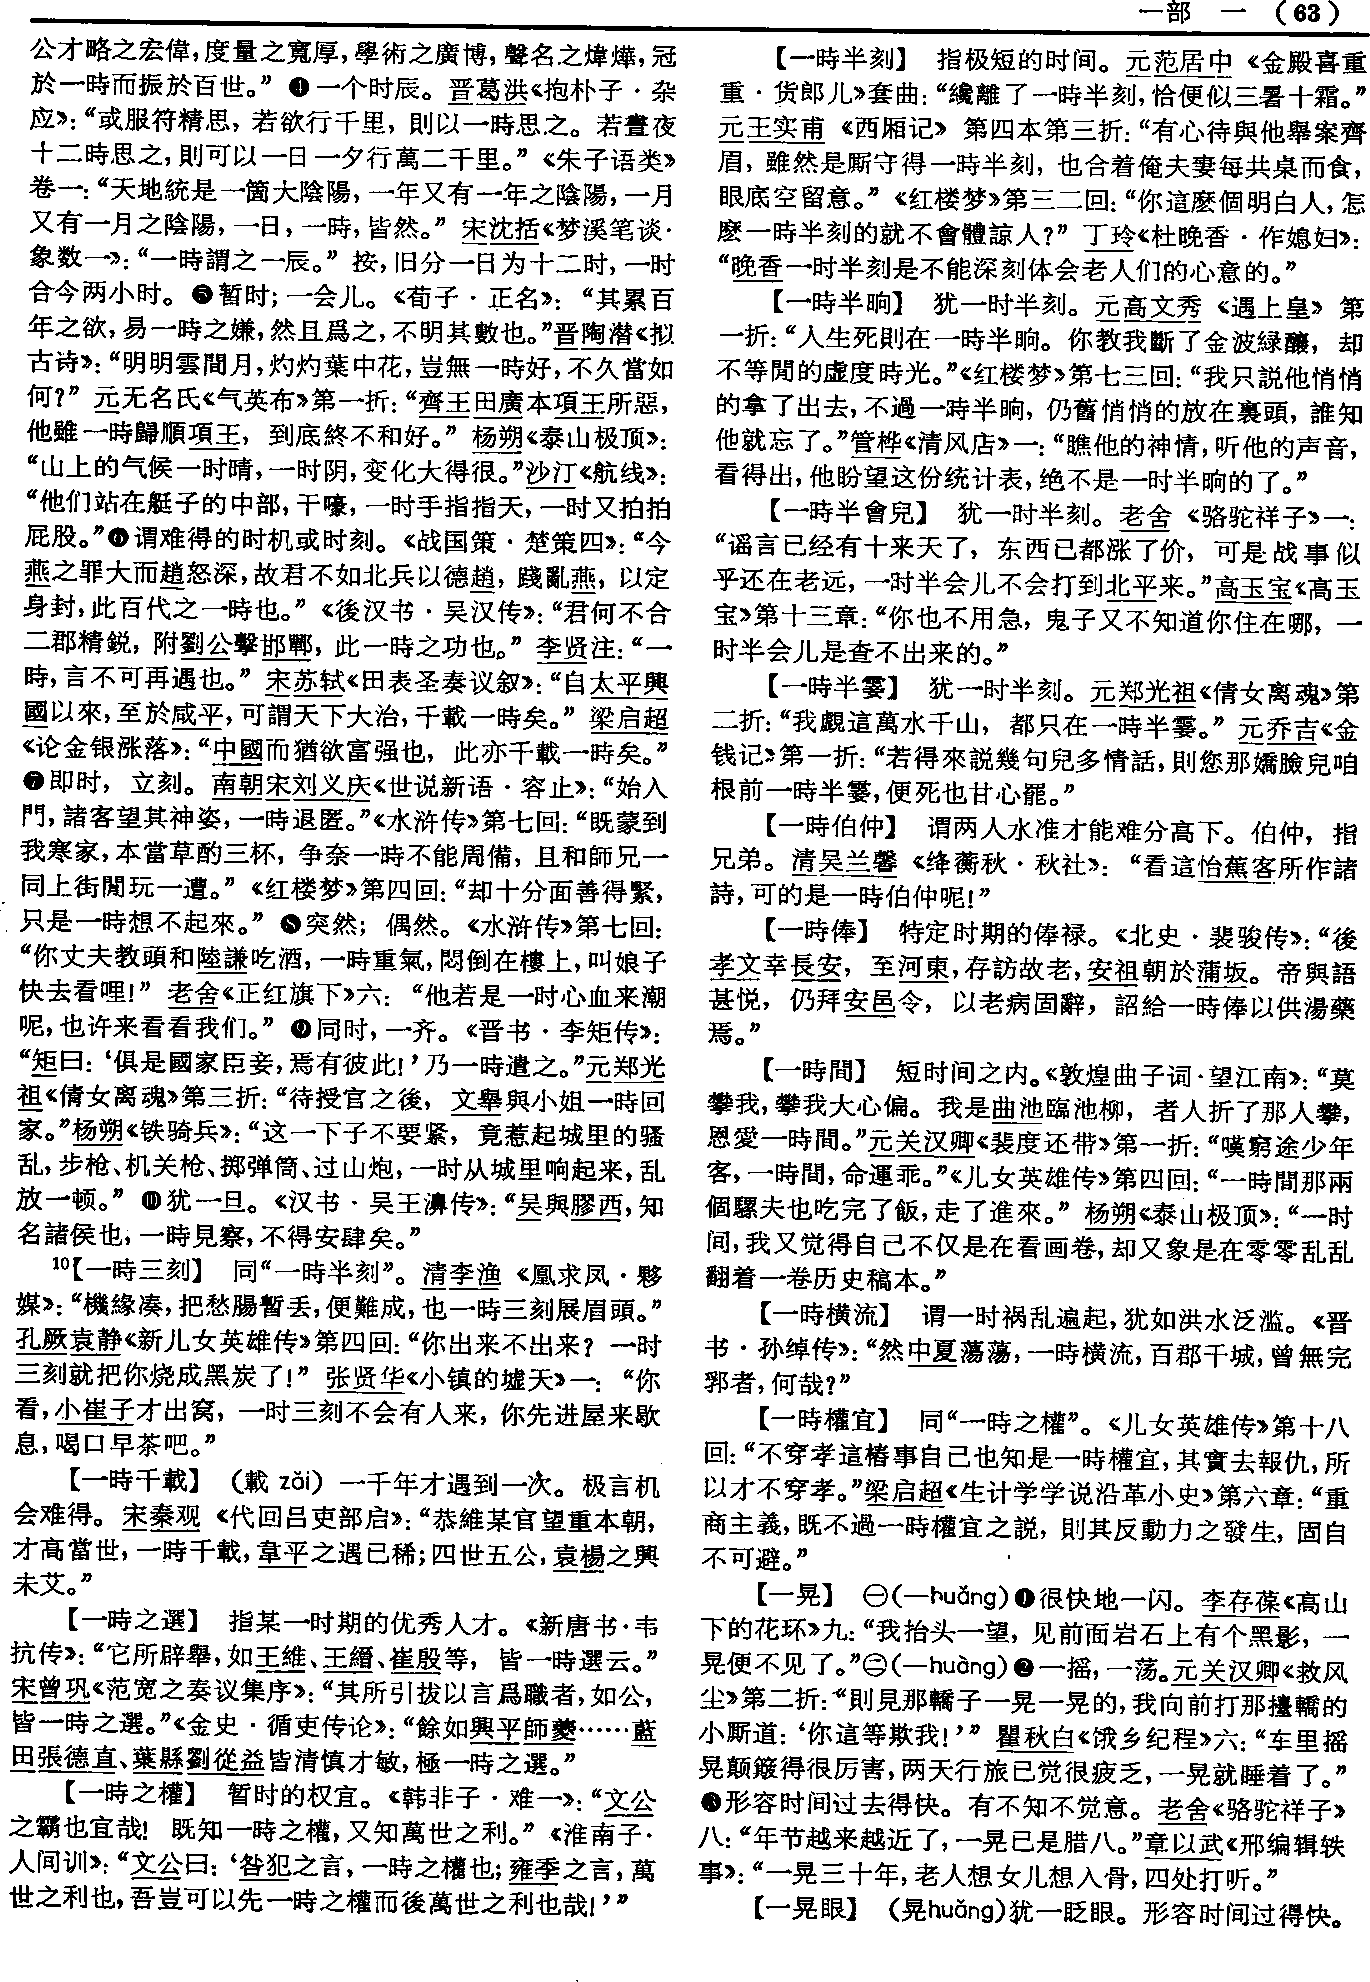 一部　一　（63）
公才略之宏偉，度量之寬厚，學術之廣博，聲名之煒燁，冠
於一時而振於百世。”❹一个时辰。晋葛洪《抱朴子·杂
应》：“或服符精思，若欲行千里，則以一時思之。若晝夜
十二時思之，則可以一日一夕行萬二千里。”《朱子语类》
卷一：“天地統是一箇大陰陽，一年又有一年之陰陽，一月
又有一月之陰陽，一日，一時，皆然。”宋沈括《梦溪笔谈·
象数一》：“一時謂之一辰。”按，旧分一日为十二时，一时
合今两小时。❺暂时；一会儿。《荀子·正名》：“其累百
年之欲，易一時之嫌，然且爲之，不明其數也。”晋陶潜《拟
古诗》：“明明雲間月，灼灼葉中花，豈無一時好，不久當如
何？”元无名氏《气英布》第一折：“齊王田廣本項王所惡，
他雖一時歸順項王，到底終不和好。”杨朔《泰山极顶》：
“山上的气候一时晴，一时阴，变化大得很。”沙汀《航线》：
“他们站在艇子的中部，干嚎，一时手指指天，一时又拍拍
屁股。”❻谓难得的时机或时刻。《战国策·楚策四》：“今
燕之罪大而趙怒深，故君不如北兵以德趙，踐亂燕，以定
身封，此百代之一時也。”《後汉书·吴汉传》：“君何不合
二郡精鋭，附劉公擊邯鄲，此一時之功也。”李贤注：“一
時，言不可再遇也。”宋苏轼《田表圣奏议叙》：“自太平興
國以來，至於咸平，可謂天下大治，千載一時矣。”梁启超
《论金银涨落》：“中國而猶欲富强也，此亦千載一時矣。”
❼即时，立刻。南朝宋刘义庆《世说新语·容止》：“始入
門，諸客望其神姿，一時退匿。”《水浒传》第七回：“既蒙到
我寒家，本當草酌三杯，争奈一時不能周備，且和師兄一
同上街閒玩一遭。”《红楼梦》第四回：“却十分面善得緊，
只是一時想不起來。”❽突然；偶然。《水浒传》第七回：
“你丈夫教頭和陸謙吃酒，一時重氣，悶倒在樓上，叫娘子
快去看哩！”老舍《正红旗下》六：“他若是一时心血来潮
呢，也许来看看我们。”❾同时，一齐。《晋书·李矩传》：
“矩曰：‘俱是國家臣妾，焉有彼此！’乃一時遣之。”元郑光
祖《倩女离魂》第三折：“待授官之後，文舉與小姐一時回
家。”杨朔《铁骑兵》：“这一下子不要紧，竟惹起城里的骚
乱，步枪、机关枪、掷弹筒、过山炮，一时从城里响起来，乱
放一顿。”❿犹一旦。《汉书·吴王濞传》：“吴與膠西，知
名諸侯也，一時見察，不得安肆矣。”
10【一時三刻】　同“一時半刻”。清李渔《凰求凤·夥
媒》：“機緣凑，把愁腸暫丢，便難成，也一時三刻展眉頭。”
孔厥袁静《新儿女英雄传》第四回：“你出来不出来？一时
三刻就把你烧成黑炭了！”张贤华《小镇的墟天》一：“你
看，小崔子才出窝，一时三刻不会有人来，你先进屋来歇
息，喝口早茶吧。”
【一時千載】　（載 zǎi）一千年才遇到一次。极言机
会难得。宋秦观《代回吕吏部启》：“恭維某官望重本朝，
才高當世，一時千載，韋平之遇已稀；四世五公，袁楊之興
未艾。”
【一時之選】　指某一时期的优秀人才。《新唐书·韦
抗传》：“它所辟舉，如王維、王縉、崔殷等，皆一時選云。”
宋曾巩《范宽之奏议集序》：“其所引拔以言爲職者，如公，
皆一時之選。”《金史·循吏传论》：“餘如興平師夔……藍
田張德直、葉縣劉從益皆清慎才敏，極一時之選。”
【一時之權】　暂时的权宜。《韩非子·难一》：“文公
之霸也宜哉！既知一時之權，又知萬世之利。”《淮南子·
人间训》：“文公曰：‘咎犯之言，一時之權也；雍季之言，萬
世之利也，吾豈可以先一時之權而後萬世之利也哉！’”
【一時半刻】　指极短的时间。元范居中《金殿喜重
重·货郎儿》套曲：“纔離了一時半刻，恰便似三暑十霜。”
元王实甫《西厢记》第四本第三折：“有心待與他舉案齊
眉，雖然是厮守得一時半刻，也合着俺夫妻每共桌而食，
眼底空留意。”《红楼梦》第三二回：“你這麽個明白人，怎
麽一時半刻的就不會體諒人？”丁玲《杜晚香·作媳妇》：
“晚香一时半刻是不能深刻体会老人们的心意的。”
【一時半晌】　犹一时半刻。元高文秀《遇上皇》第
一折：“人生死則在一時半晌。你教我斷了金波緑釀，却
不等閒的虚度時光。”《红楼梦》第七三回：“我只説他悄悄
的拿了出去，不過一時半晌，仍舊悄悄的放在裏頭，誰知
他就忘了。”管桦《清风店》一：“瞧他的神情，听他的声音，
看得出，他盼望这份统计表，绝不是一时半晌的了。”
【一時半會兒】　犹一时半刻。老舍《骆驼祥子》一：
“谣言已经有十来天了，东西已都涨了价，可是战事似
乎还在老远，一时半会儿不会打到北平来。”高玉宝《高玉
宝》第十三章：“你也不用急，鬼子又不知道你住在哪，一
时半会儿是查不出来的。”
【一時半霎】　犹一时半刻。元郑光祖《倩女离魂》第
二折：“我覷這萬水千山，都只在一時半霎。”元乔吉《金
钱记》第一折：“若得來説幾句兒多情話，則您那嬌臉兒咱
根前一時半霎，便死也甘心罷。”
【一時伯仲】　谓两人水准才能难分高下。伯仲，指
兄弟。清吴兰馨《绛蘅秋·秋社》：“看這怡蕉客所作諸
詩，可的是一時伯仲呢！”
【一時俸】　特定时期的俸禄。《北史·裴骏传》：“後
孝文幸長安，至河東，存訪故老，安祖朝於蒲坂。帝與語
甚悦，仍拜安邑令，以老病固辭，詔給一時俸以供湯藥
焉。”
【一時間】　短时间之内。《敦煌曲子词·望江南》：“莫
攀我，攀我大心偏。我是曲池臨池柳，者人折了那人攀，
恩愛一時間。”元关汉卿《裴度还带》第一折：“嘆窮途少年
客，一時間，命運乖。”《儿女英雄传》第四回：“一時間那兩
個騾夫也吃完了飯，走了進來。”杨朔《泰山极顶》：“一时
间，我又觉得自己不仅是在看画卷，却又象是在零零乱乱
翻着一卷历史稿本。”
【一時横流】　谓一时祸乱遍起，犹如洪水泛滥。《晋
书·孙绰传》：“然中夏蕩蕩，一時横流，百郡千城，曾無完
郛者，何哉？”
【一時權宜】　同“一時之權”。《儿女英雄传》第十八
回：“不穿孝這樁事自己也知是一時權宜，其實去報仇，所
以才不穿孝。”梁启超《生计学学说沿革小史》第六章：“重
商主義，既不過一時權宜之説，則其反動力之發生，固自
不可避。”
【一晃】　㊀（—huǎng）❶很快地一闪。李存葆《高山
下的花环》九：“我抬头一望，见前面岩石上有个黑影，一
晃便不见了。”㊁（—huàng）❷一摇，一荡。元关汉卿《救风
尘》第二折：“則見那轎子一晃一晃的，我向前打那擡轎的
小厮道：‘你這等欺我！’”瞿秋白《饿乡纪程》六：“车里摇
晃颠簸得很厉害，两天行旅已觉很疲乏，一晃就睡着了。”
❸形容时间过去得快。有不知不觉意。老舍《骆驼祥子》
八：“年节越来越近了，一晃已是腊八。”章以武《邢编辑轶
事》：“一晃三十年，老人想女儿想入骨，四处打听。”
【一晃眼】　（晃huǎng）犹一眨眼。形容时间过得快。